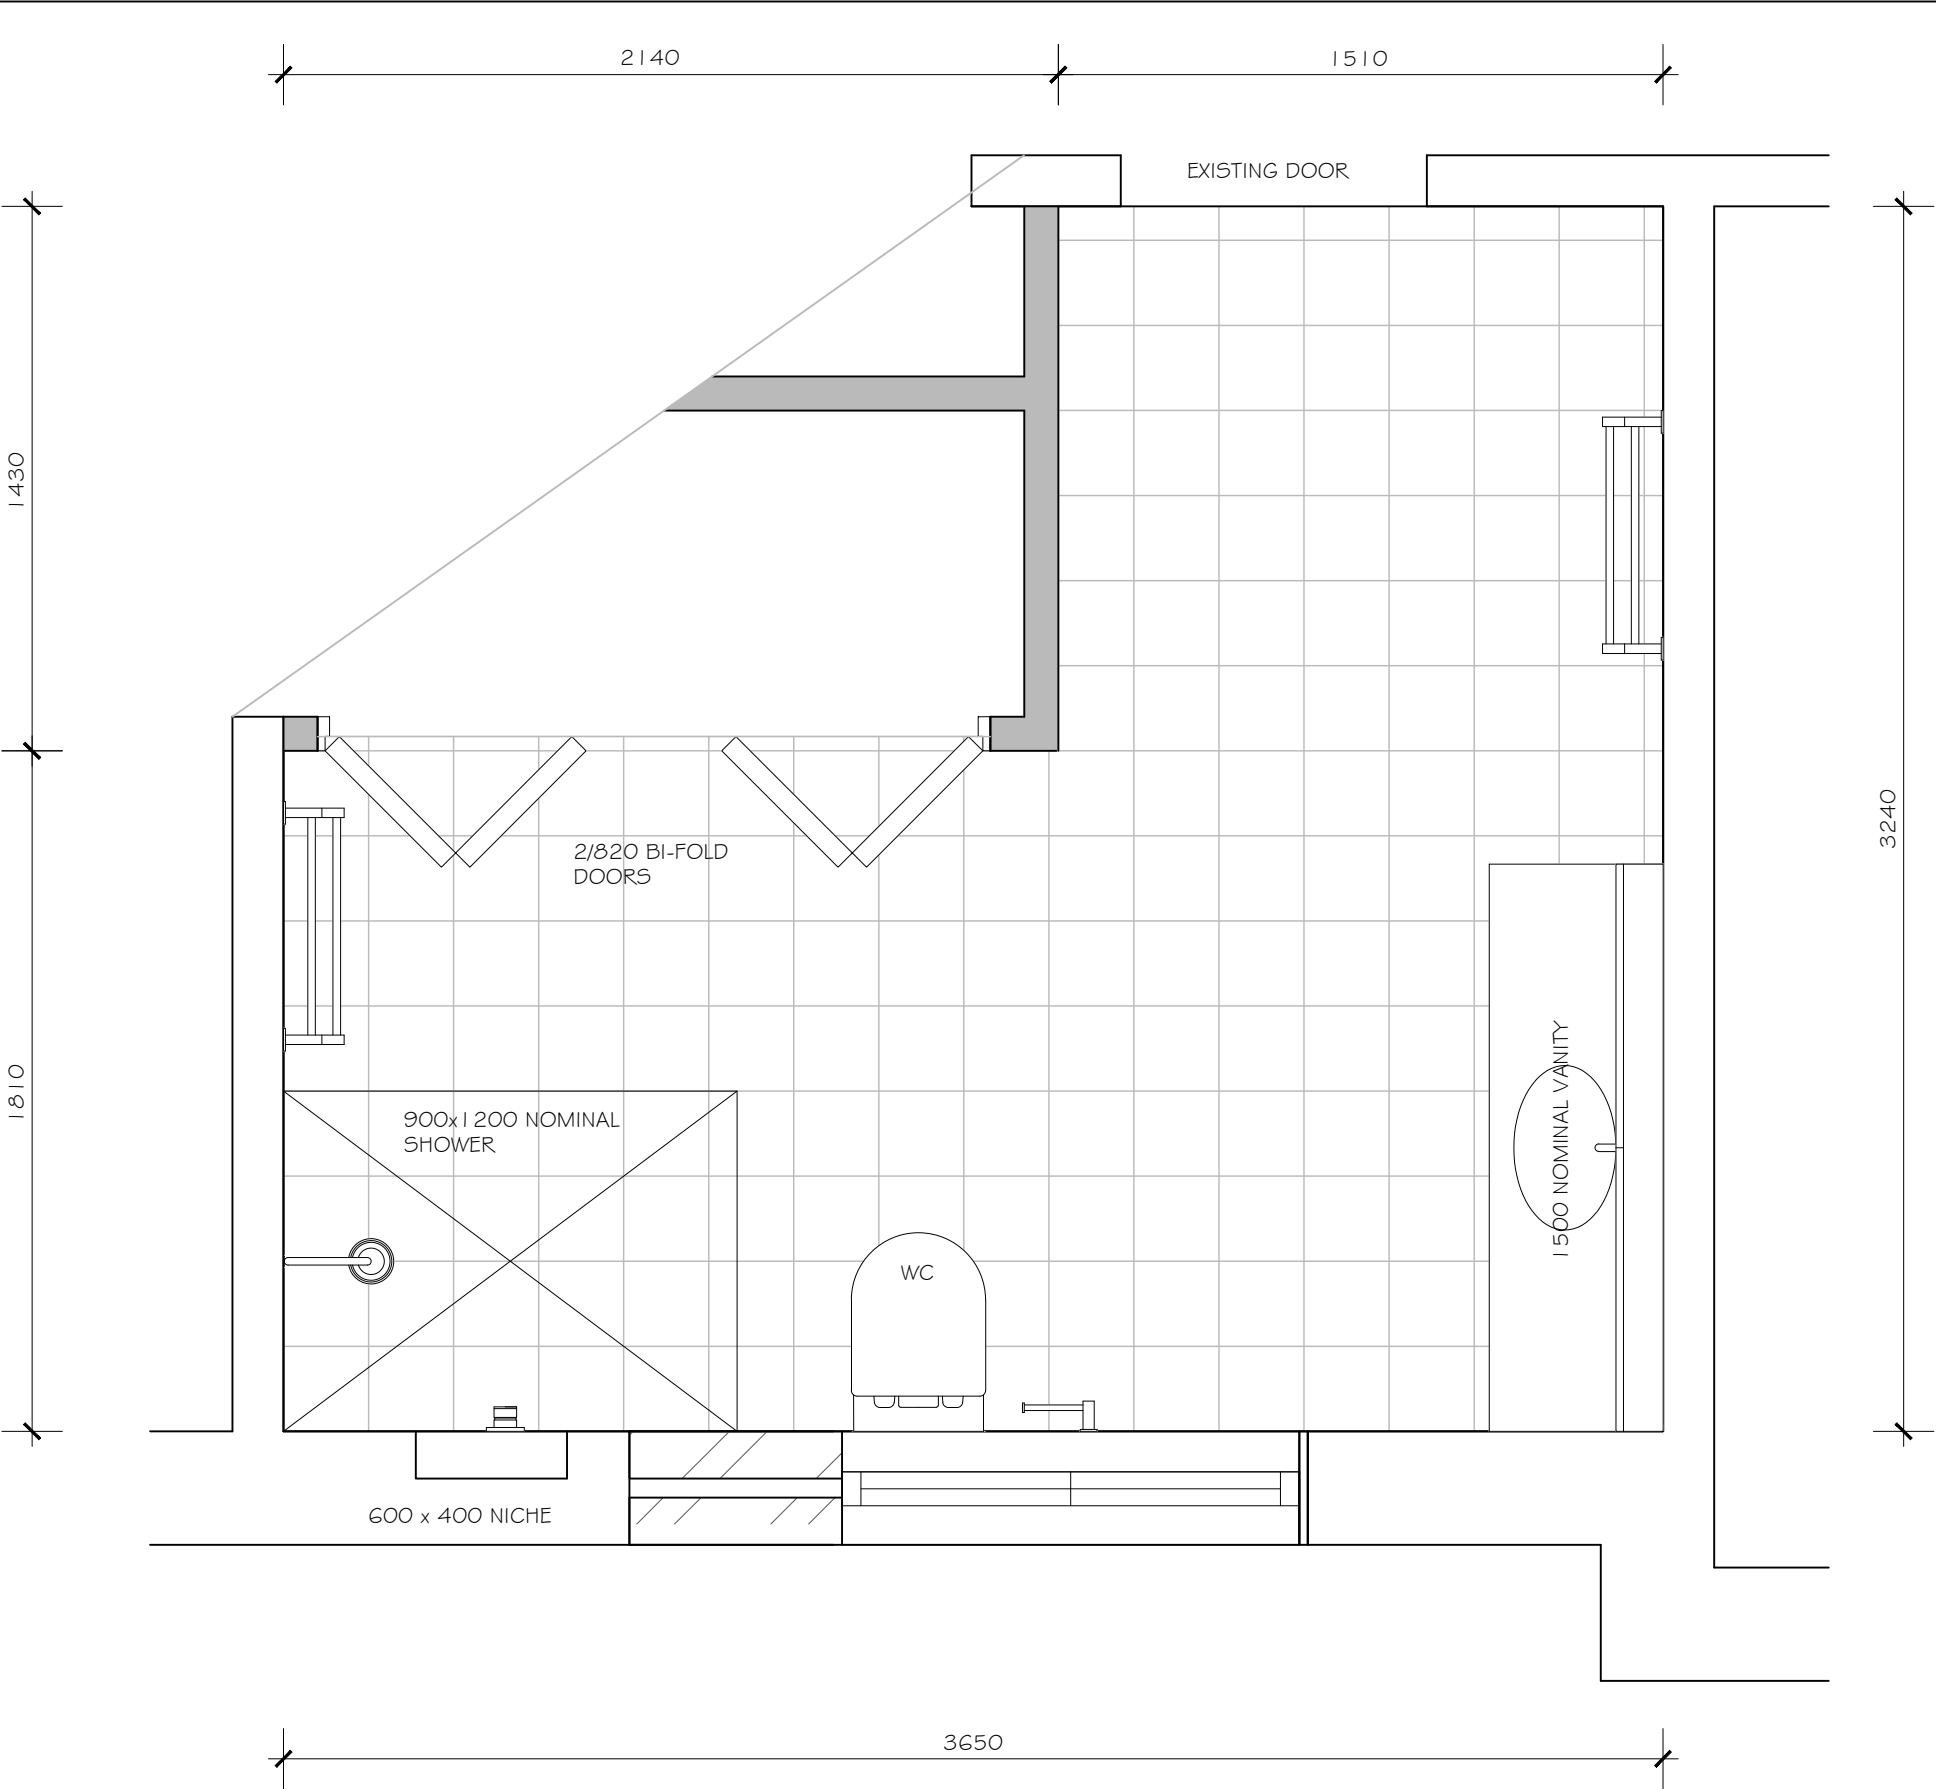 2140
1510
EXISTING DOOR
1430
2/820 BI-FOLD
DOORS
3240
1810
900x1200 NOMINAL
SHOWER
1500 NOMINAL VANITY
WC
600 x 400 NICHE
3650